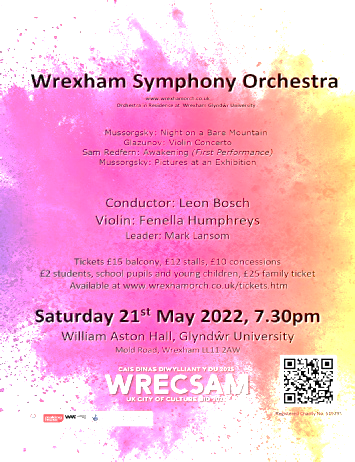 Wrexham Symphony Orchestra
www.wrexhamorch.co.uk
Orchestra in Residence at Wrexham Glyndŵr University
Mussorgsky: Night on a Bare Mountain
Glazunov: Violin Concerto
Sam Redfern: Awakening (First Performance)
Mussorgsky: Pictures at an Exhibition
Conductor: Leon Bosch
Violin: Fenella Humphreys
Leader: Mark Lansom
Tickets £15 balcony, £12 stalls, £10 concessions
£2 students, school pupils and young children, £25 family ticket
Available at www.wrexhamorch.co.uk/tickets.htm
Saturday 21st May 2022, 7.30pm
William Aston Hall, Glyndŵr University
Mold Road, Wrexham LL11 2AW
CAIS DINAS DIWYLLIANT Y DU 2025
WRECSAM
UK CITY OF CULTURE BID 2025
Registered Charity No.